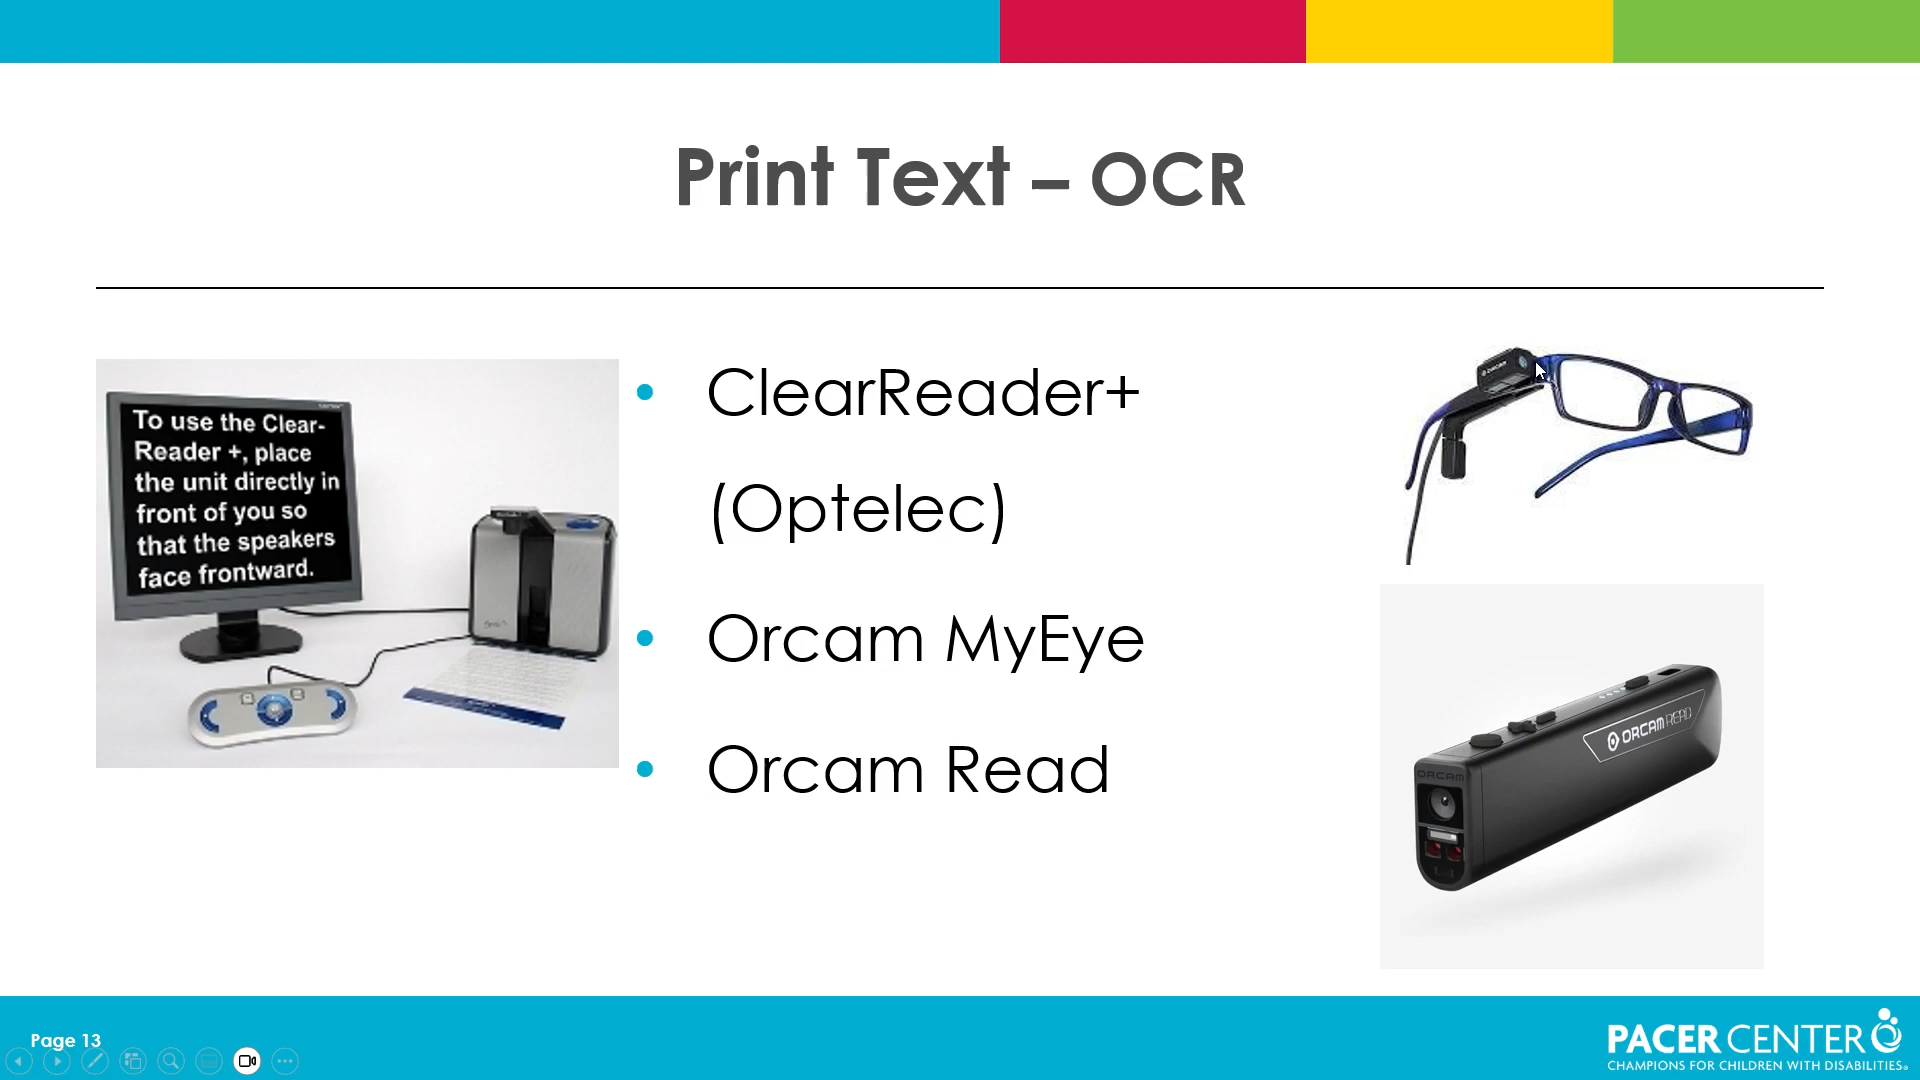 Print Text – OCR
To use the Clear-
Reader +, place
the unit directly in
front of you so
that the speakers
face frontward.
• ClearReader+
(Optelec)
• Orcam MyEye
• Orcam Read
ORCAM READ
ORCAM
Page 13
PACER CENTER
CHAMPIONS FOR CHILDREN WITH DISABILITIES®